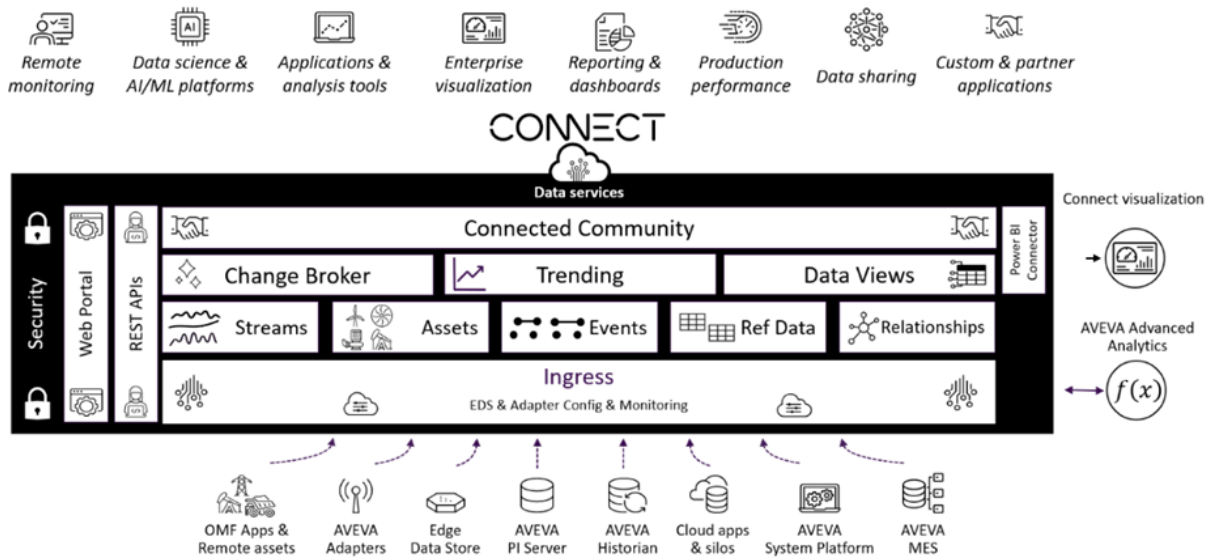 Remote
monitoring
Data science &
AI/ML platforms
Applications &
analysis tools
Enterprise
visualization
Reporting &
dashboards
Production
performance
Data sharing
Custom & partner
applications
AI
CONNECT
Data services
Security
Web Portal
REST APIs
Connected Community
Power BI
Connector
Change Broker
Trending
Data Views
Streams
Assets
Events
Ref Data
Relationships
Ingress
EDS & Adapter Config & Monitoring
Connect visualization
AVEVA Advanced
Analytics
f(x)
OMF Apps &
Remote assets
AVEVA
Adapters
Edge
Data Store
AVEVA
PI Server
AVEVA
Historian
Cloud apps
& silos
AVEVA
System Platform
AVEVA
MES